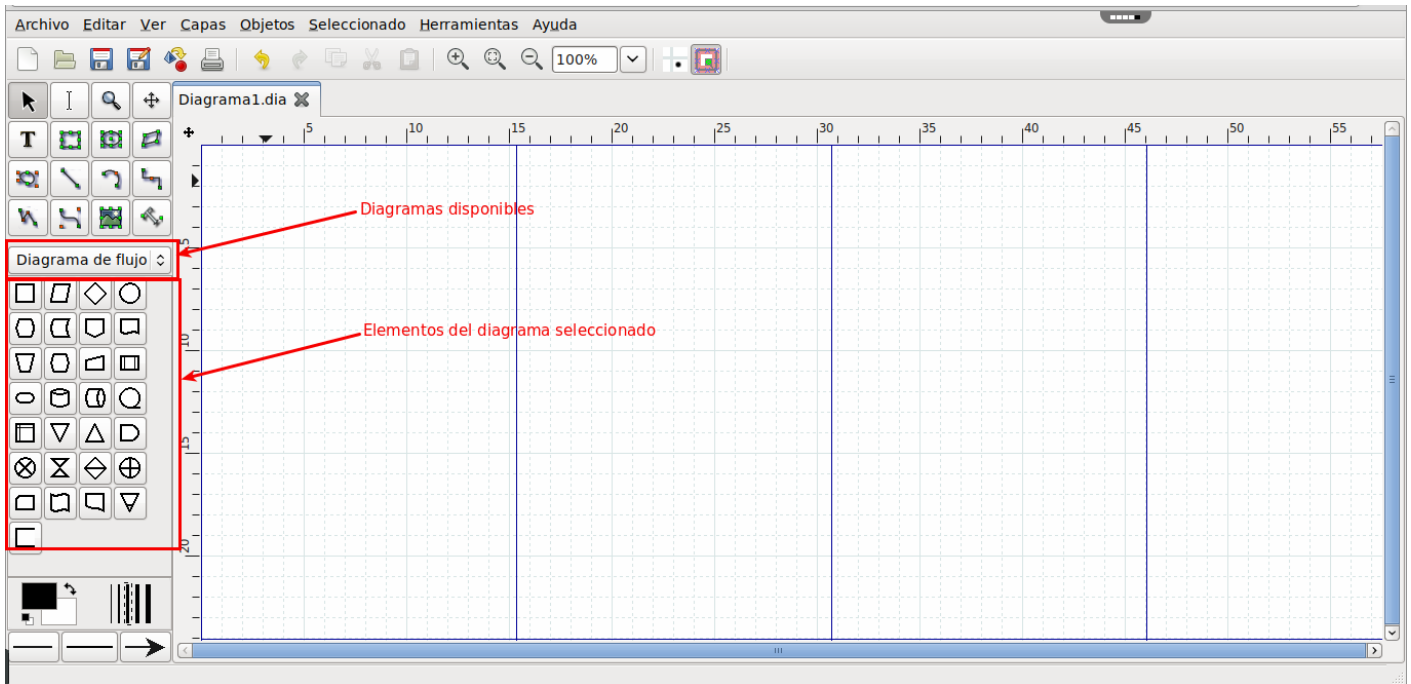 Archivo Editar Ver Capas Objetos Seleccionado Herramientas Ayuda
100%
Diagrama1.dia
5 10 15 20 25 30 35 40 45 50 55
T
Diagramas disponibles
5
Diagrama de flujo
Elementos del diagrama seleccionado
10
15
20